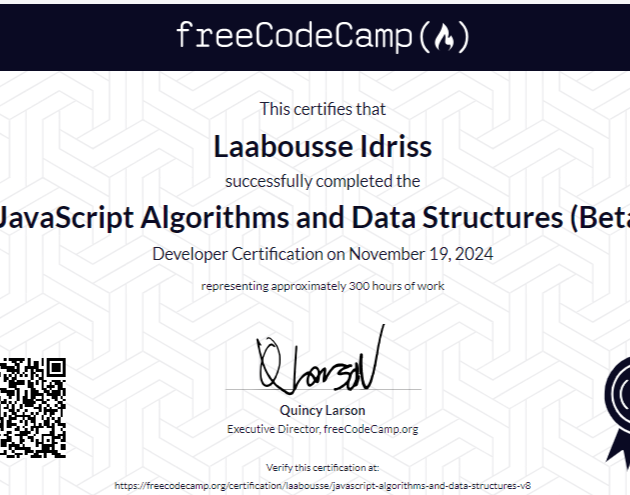 freeCodeCamp
This certifies that
Laabousse Idriss
successfully completed the
JavaScript Algorithms and Data Structures (Beta
Developer Certification on November 19, 2024
representing approximately 300 hours of work
Quincy Larson
Executive Director, freeCodeCamp.org
Verify this certification at:
https://freecodecamp.org/certification/laabousse/javascript-algorithms-and-data-structures-v8